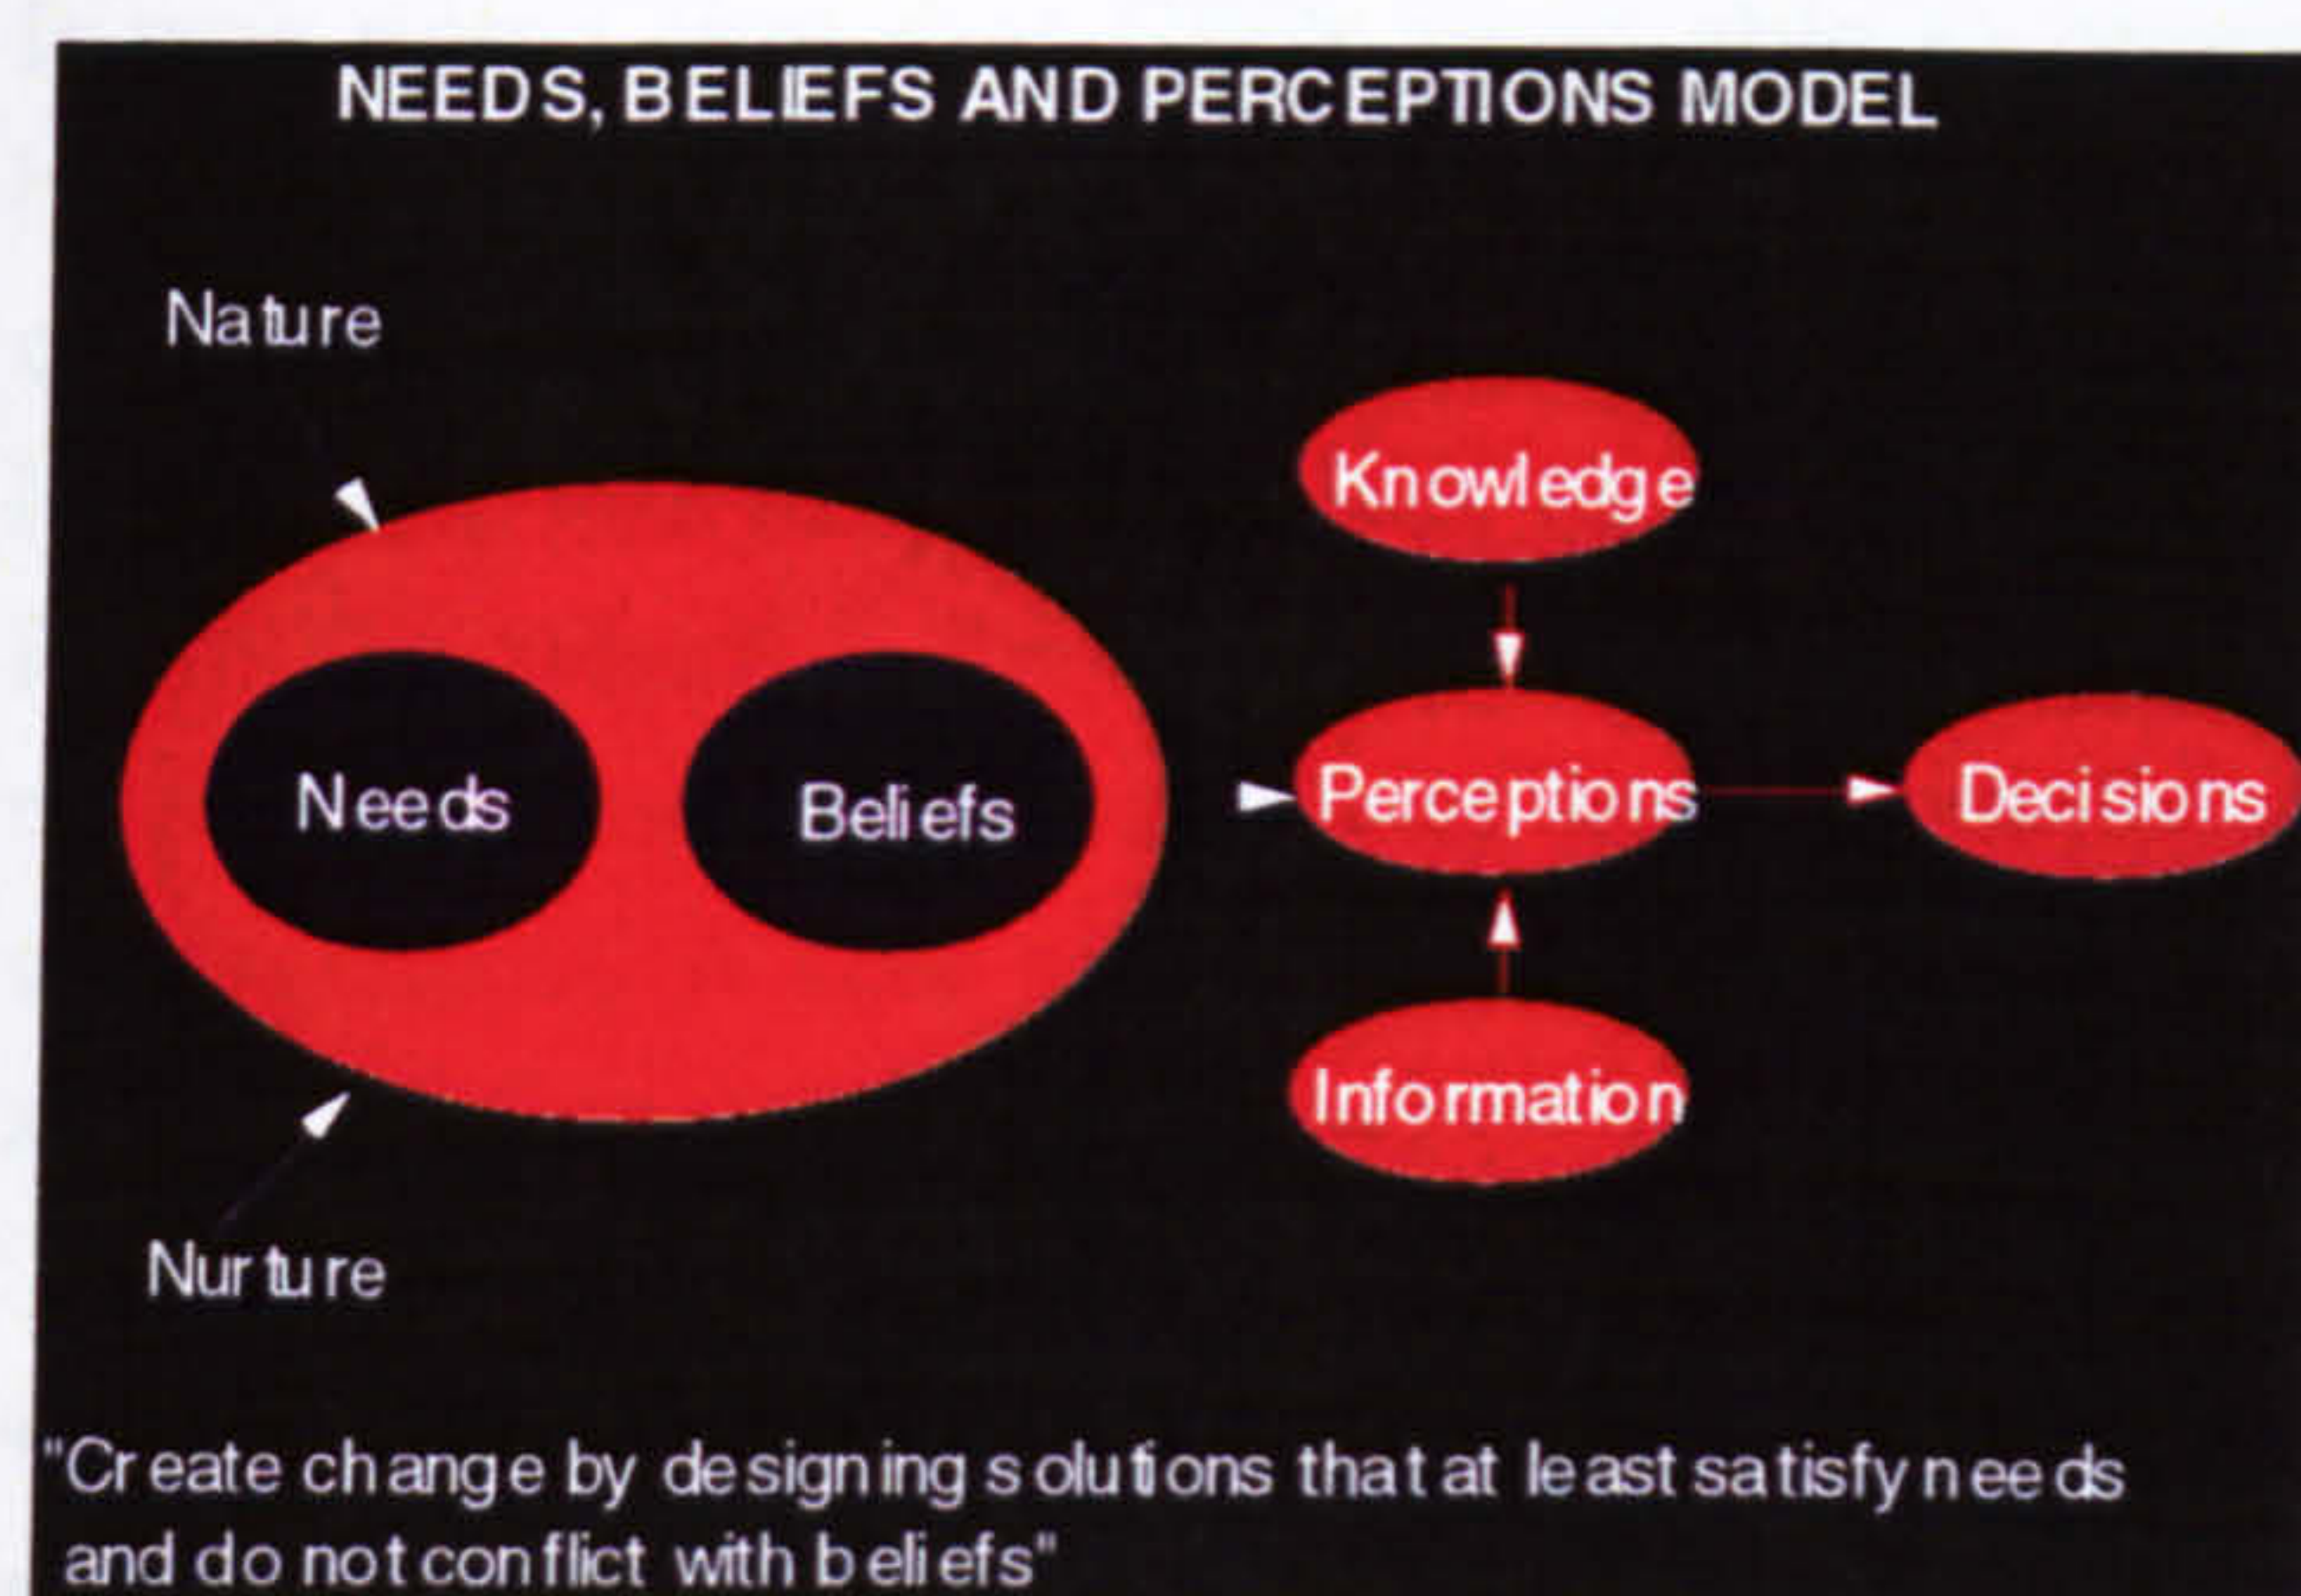 NEEDS, BELIEFS AND PERCEPTIONS MODEL
Nature
Knowledge
Needs
Beliefs
Perceptions
Decisions
Information
Nurture
"Create change by designing solutions that at least satisfy needs
and do not conflict with beliefs"